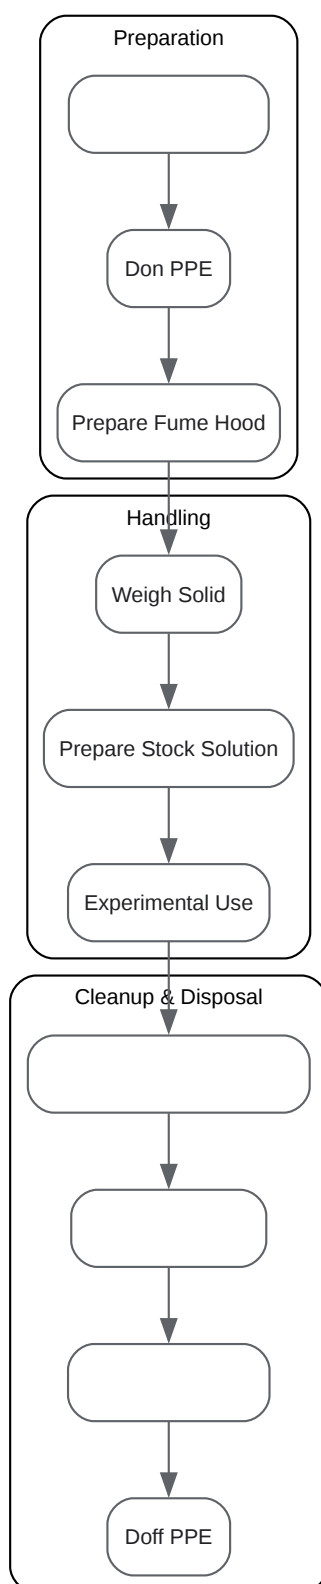 Preparation
Don PPE
Prepare Fume Hood
Handling
Weigh Solid
Prepare Stock Solution
Experimental Use
Cleanup & Disposal
Doff PPE